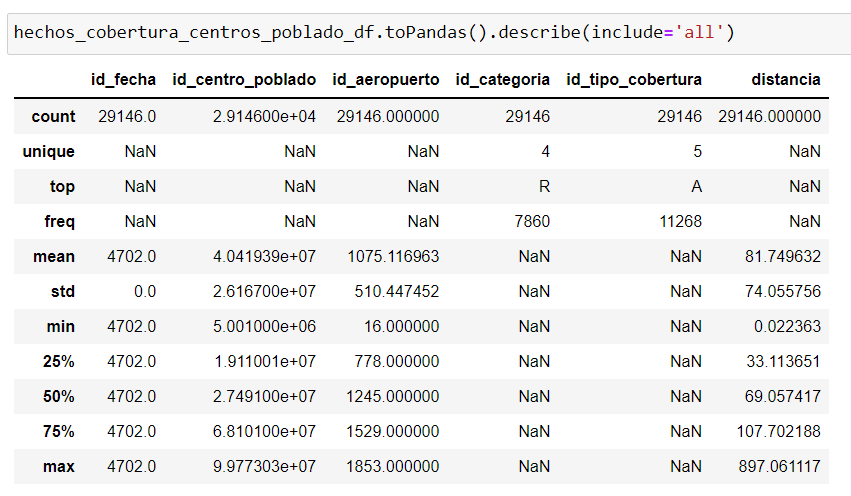 hechos_cobertura_centros_poblado_df.toPandas().describe(include='all')
id_fecha id_centro_poblado id_aeropuerto id_categoria id_tipo_cobertura distancia
count 29146.0 2.914600e+04 29146.000000 29146 29146 29146.000000
unique NaN NaN NaN 4 5 NaN
top NaN NaN NaN R A NaN
freq NaN NaN NaN 7860 11268 NaN
mean 4702.0 4.041939e+07 1075.116963 NaN NaN 81.749632
std 0.0 2.616700e+07 510.447452 NaN NaN 74.055756
min 4702.0 5.001000e+06 16.000000 NaN NaN 0.022363
25% 4702.0 1.911001e+07 778.000000 NaN NaN 33.113651
50% 4702.0 2.749100e+07 1245.000000 NaN NaN 69.057417
75% 4702.0 6.810100e+07 1529.000000 NaN NaN 107.702188
max 4702.0 9.977303e+07 1853.000000 NaN NaN 897.061117